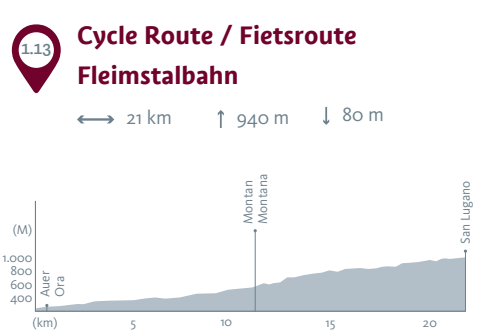 1.13
Cycle Route / Fietsroute
Fleimstalbahn
21 km
940 m
80 m
Montan
Montana
San Lugano
(M)
1.000
800
600
400
Auer
Ora
(km)
5
10
15
20